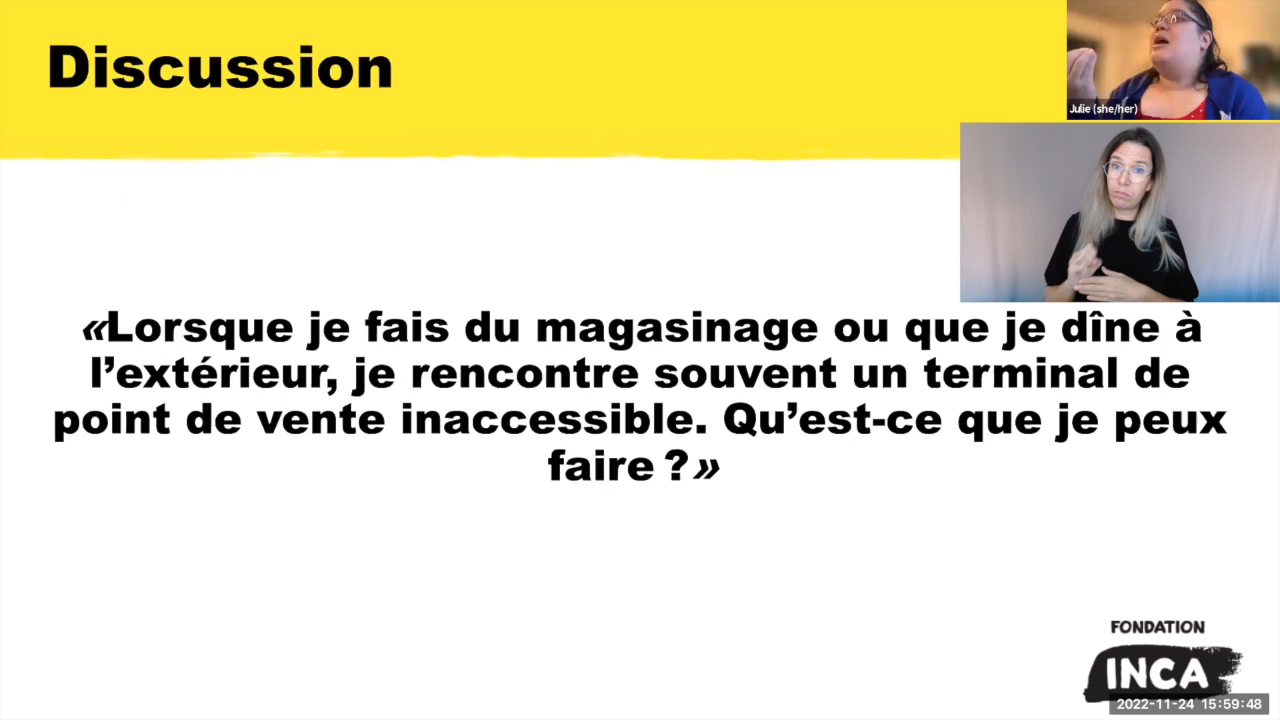 Discussion
Julie (she/her)
«Lorsque je fais du magasinage ou que je dîne à
l’extérieur, je rencontre souvent un terminal de
point de vente inaccessible. Qu’est-ce que je peux
faire ?»
FONDATION
INCA
2022-11-24 15:59:48